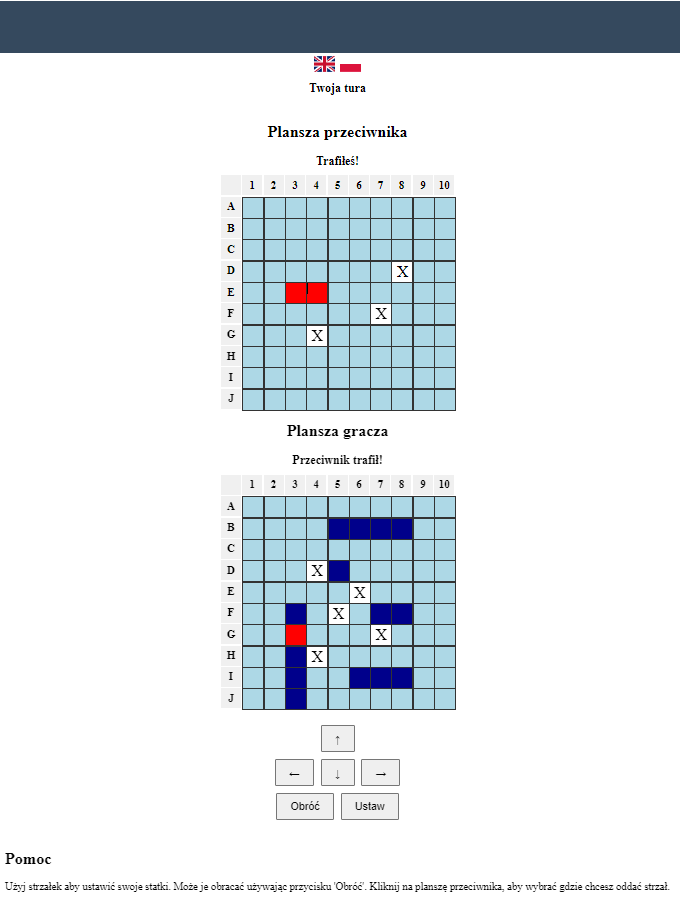 Twoja tura
Plansza przeciwnika
Trafiłeś!
1 2 3 4 5 6 7 8 9 10
A
B
C
D X
E
F X
G X
H
I
J
Plansza gracza
Przeciwnik trafił!
1 2 3 4 5 6 7 8 9 10
A
B
C
D X
E X
F X
G X
H X
I
J
↑
← ↓ →
Obróć Ustaw
Pomoc
Użyj strzałek aby ustawić swoje statki. Może je obracać używając przycisku 'Obróć'. Kliknij na planszę przeciwnika, aby wybrać gdzie chcesz oddać strzał.